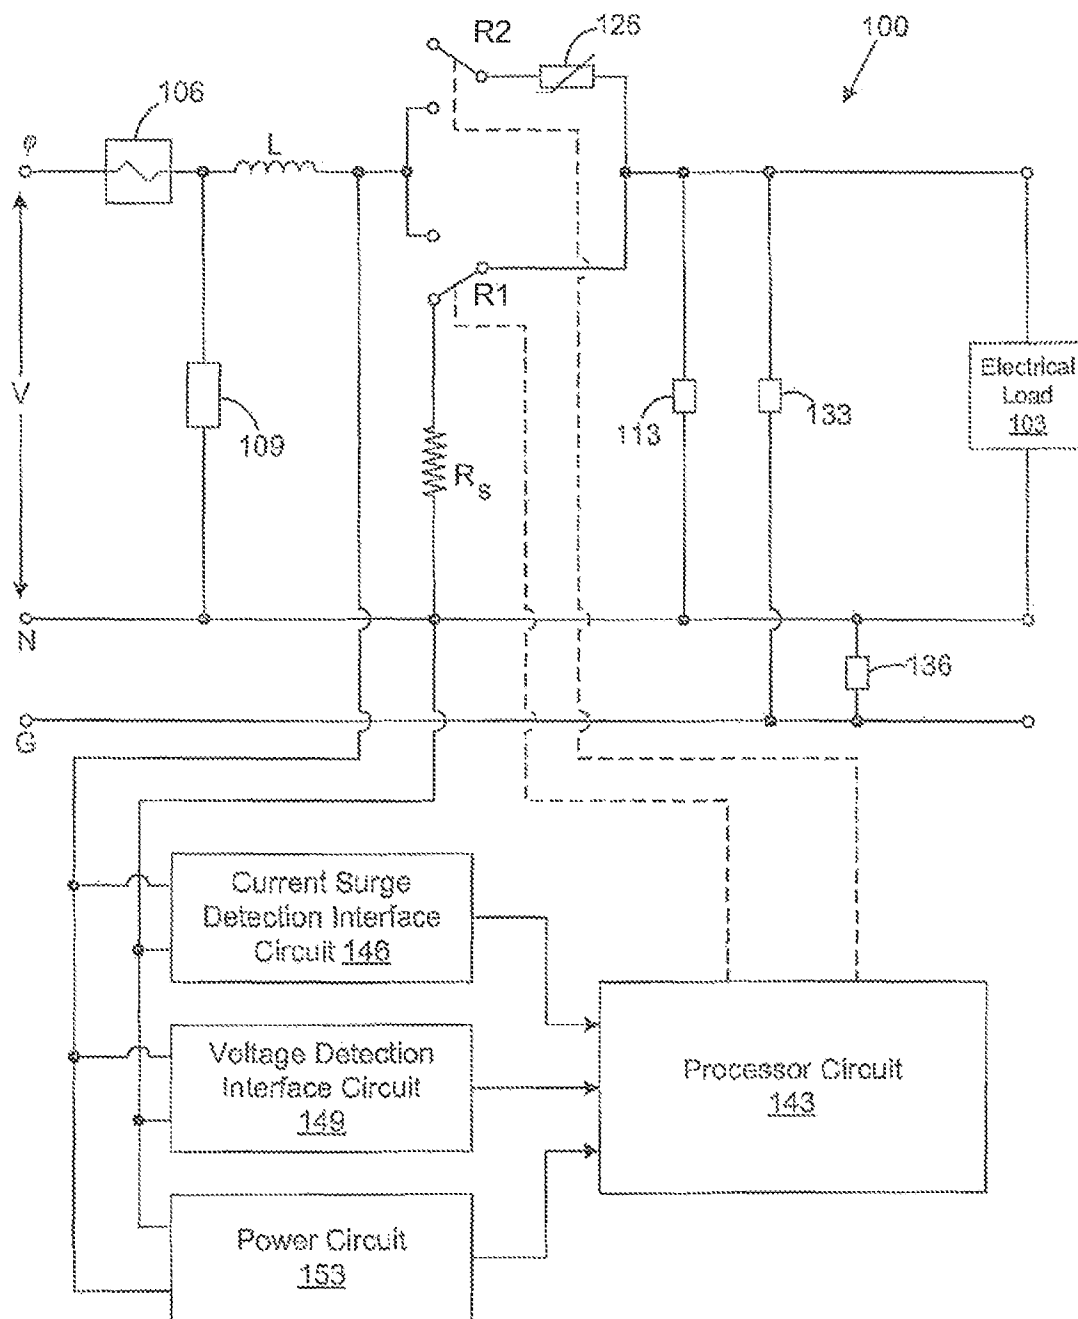 R2
126
100
106
φ
L
R1
V
109
Rs
113
133
Electrical
Load
103
N
136
G
Current Surge
Detection Interface
Circuit 146
Voltage Detection
Interface Circuit
149
Processor Circuit
143
Power Circuit
153